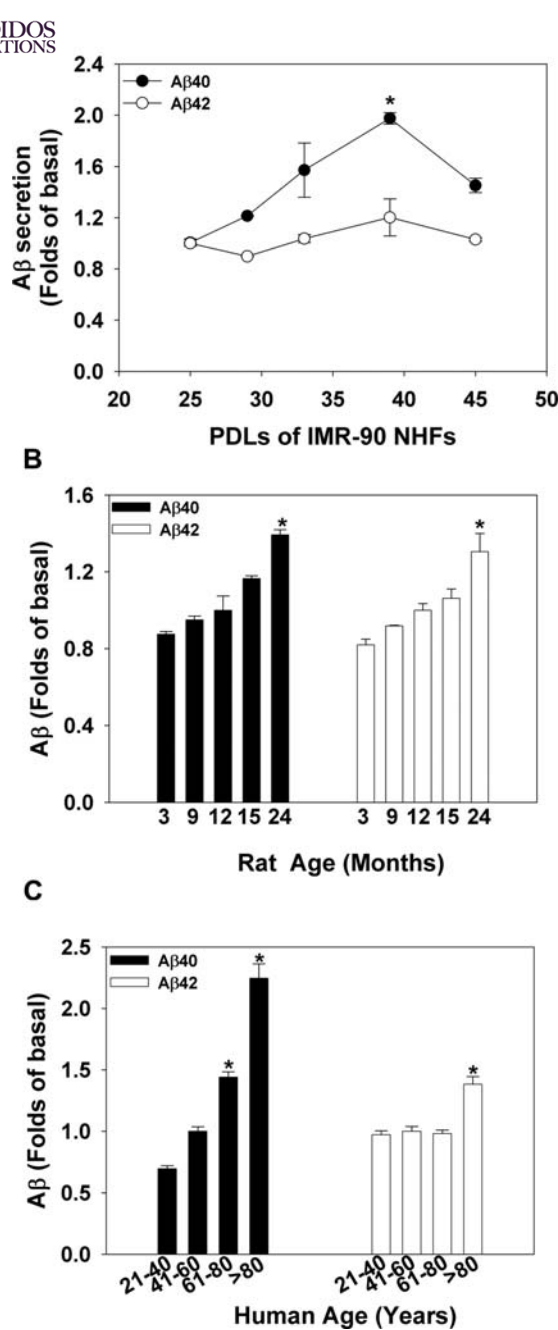 IDOS
ATIONS
2.4
2.0
1.6
1.2
0.8
0.4
0.0
Aβ secretion
(Folds of basal)
Aβ40
Aβ42
*
20 25 30 35 40 45 50
PDLs of IMR-90 NHFs
B
1.6
1.2
0.8
0.4
0.0
Aβ (Folds of basal)
Aβ40
Aβ42
* *
3 9 12 15 24 3 9 12 15 24
Rat Age (Months)
C
2.5
2.0
1.5
1.0
0.5
0.0
Aβ (Folds of basal)
Aβ40
Aβ42
* * *
21-40 41-60 61-80 >80 21-40 41-60 61-80 >80
Human Age (Years)